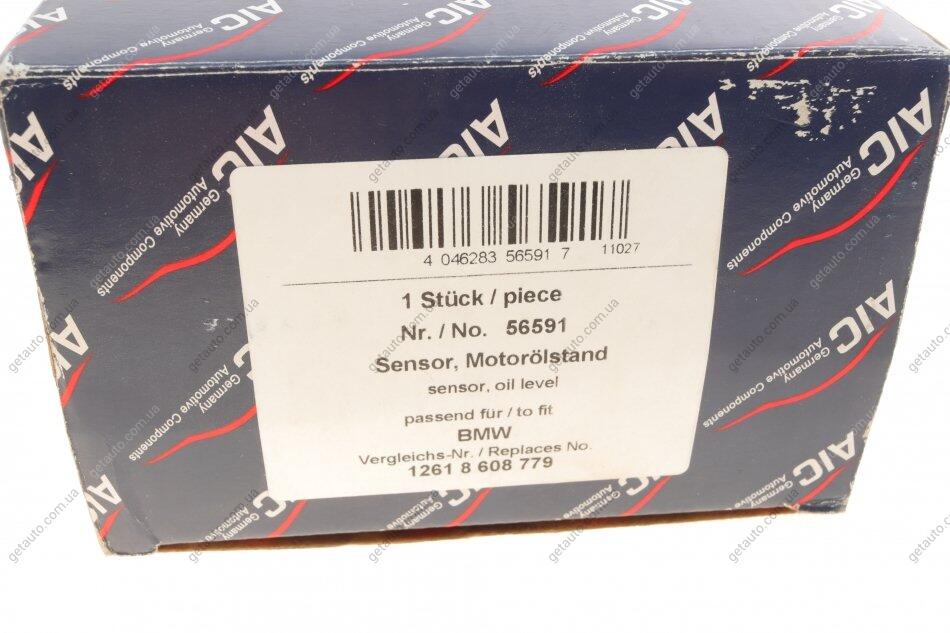 AIC
Germany
Automotive Components
4 046283 56591 7 11027
1 Stück / piece
Nr. / No. 56591
Sensor, Motorölstand
sensor, oil level
passend für / to fit
BMW
Vergleichs-Nr. / Replaces No.
1261 8 608 779
getauto.com.ua